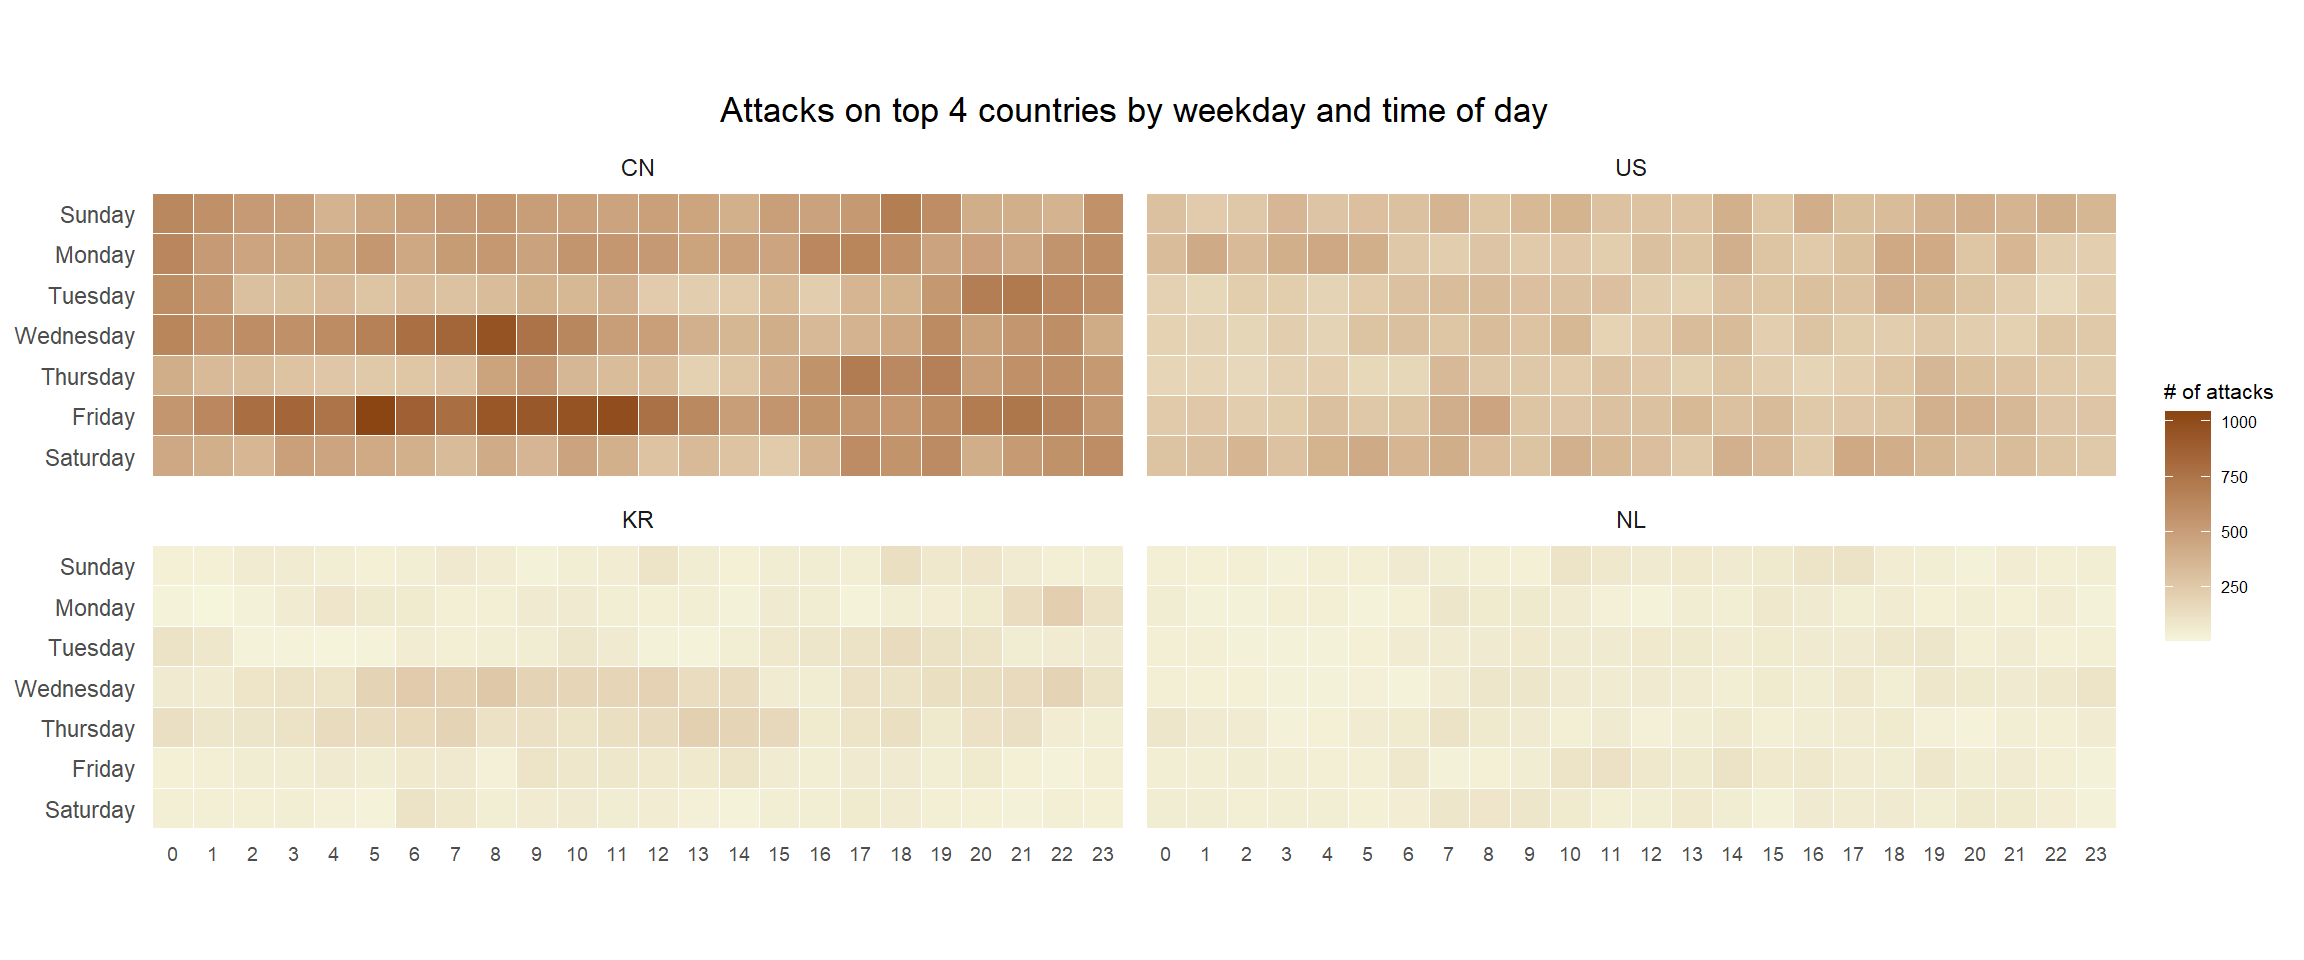 Attacks on top 4 countries by weekday and time of day
CN
US
Sunday
Monday
Tuesday
Wednesday
Thursday
Friday
Saturday
KR
NL
Sunday
Monday
Tuesday
Wednesday
Thursday
Friday
Saturday
0 1 2 3 4 5 6 7 8 9 10 11 12 13 14 15 16 17 18 19 20 21 22 23
0 1 2 3 4 5 6 7 8 9 10 11 12 13 14 15 16 17 18 19 20 21 22 23
# of attacks
1000
750
500
250